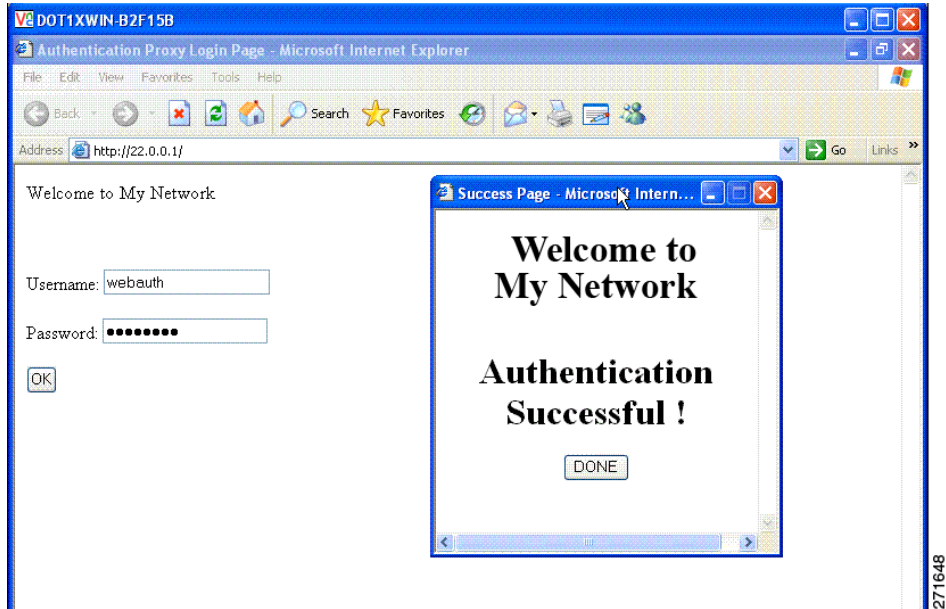 DOT1XWIN-B2F15B
Authentication Proxy Login Page - Microsoft Internet Explorer
File Edit View Favorites Tools Help
Back Search Favorites
Address http://22.0.0.1/ Go Links »
Welcome to My Network
Username: webauth
Password: ●●●●●●●●
OK
Success Page - Microsoft Intern...
Welcome to
My Network
Authentication
Successful !
DONE
271648